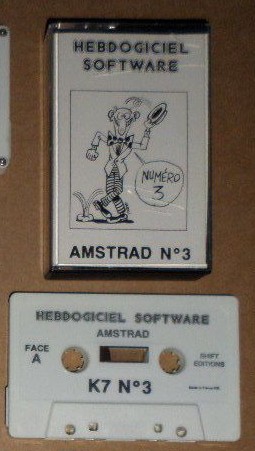 HEBDOGICIEL
SOFTWARE
NUMÉRO
3
AMSTRAD N°3
HEBDOGICIEL SOFTWARE
AMSTRAD
FACE
A
SHIFT
EDITIONS
K7 N°3